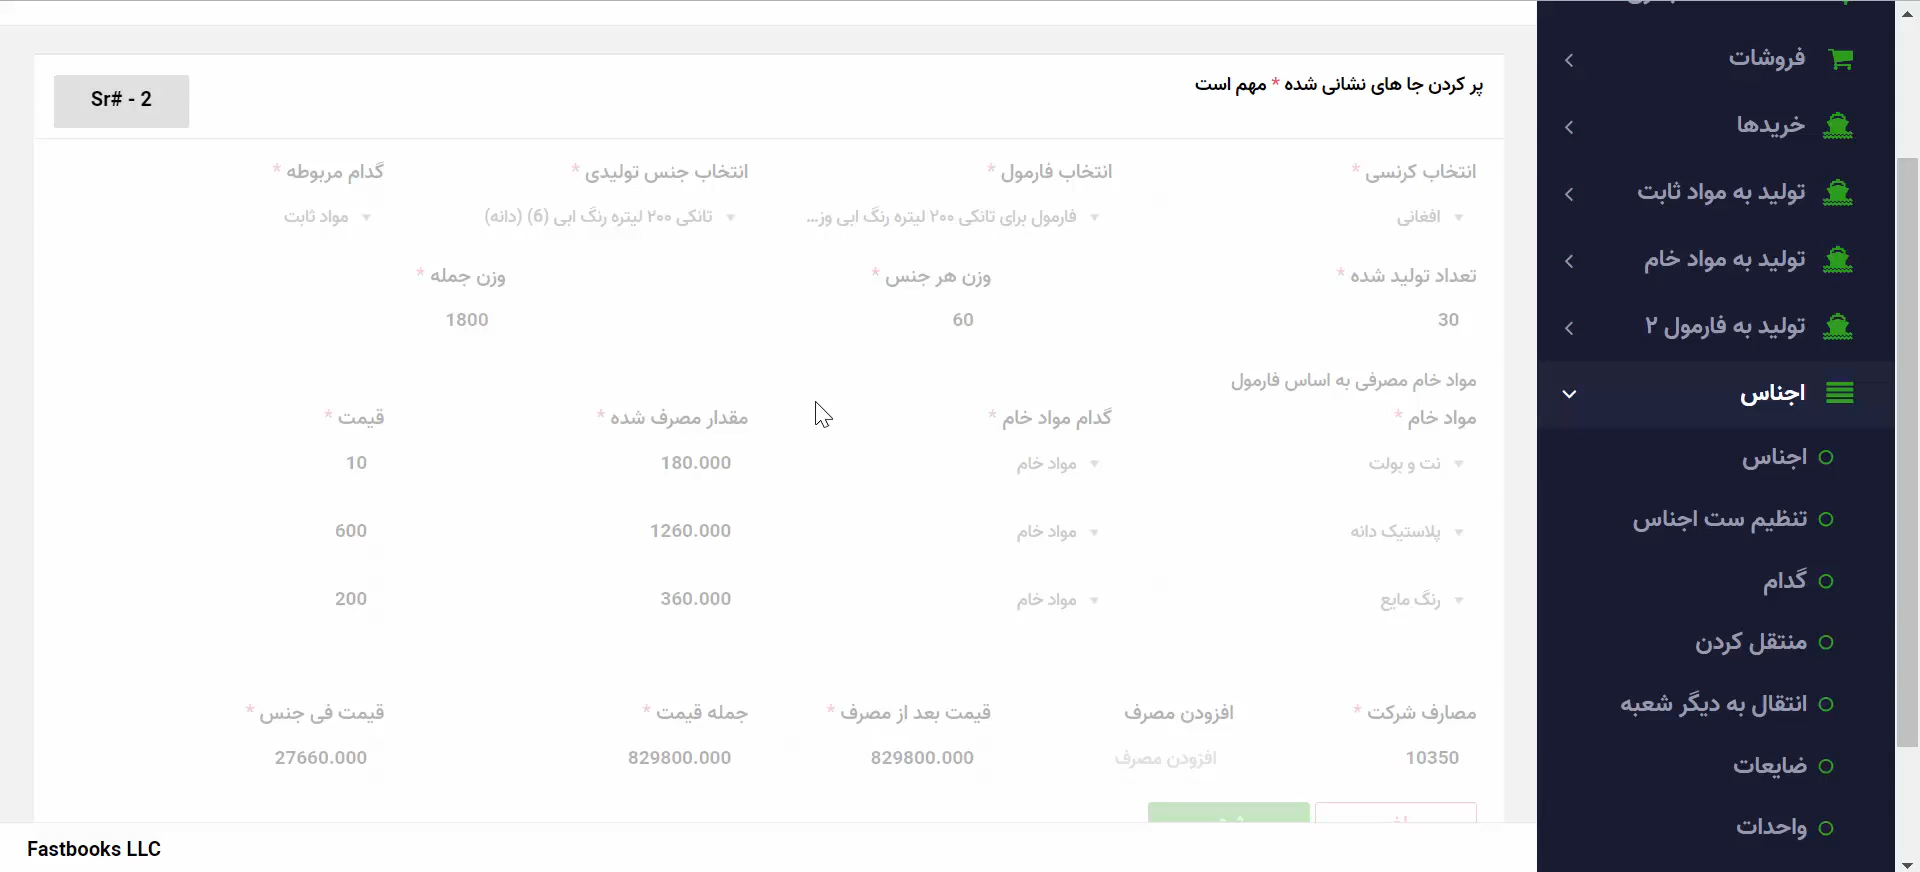 پر کردن جا های نشانی شده * مهم است
Sr# - 2
انتخاب کرنسی *
انتخاب فارمول *
انتخاب جنس تولیدی *
گدام مربوطه *
افغانی
فارمول برای تانکی ۲۰۰ لیتره رنگ ابی وز...
تانکی ۲۰۰ لیتره رنگ ابی (6) (دانه)
مواد ثابت
تعداد تولید شده *
وزن هر جنس *
وزن جمله *
30
60
1800
مواد خام مصرفی به اساس فارمول
مواد خام *
گدام مواد خام *
مقدار مصرف شده *
قیمت *
نت و بولت
مواد خام
180.000
10
پلاستیک دانه
مواد خام
1260.000
600
رنگ مایع
مواد خام
360.000
200
مصارف شرکت *
افزودن مصرف
قیمت بعد از مصرف *
جمله قیمت *
قیمت فی جنس *
10350
افزودن مصرف
829800.000
829800.000
27660.000
Fastbooks LLC
فروشات
خریدها
تولید به مواد ثابت
تولید به مواد خام
تولید به فارمول ۲
اجناس
اجناس
تنظیم ست اجناس
گدام
منتقل کردن
انتقال به دیگر شعبه
ضایعات
واحدات